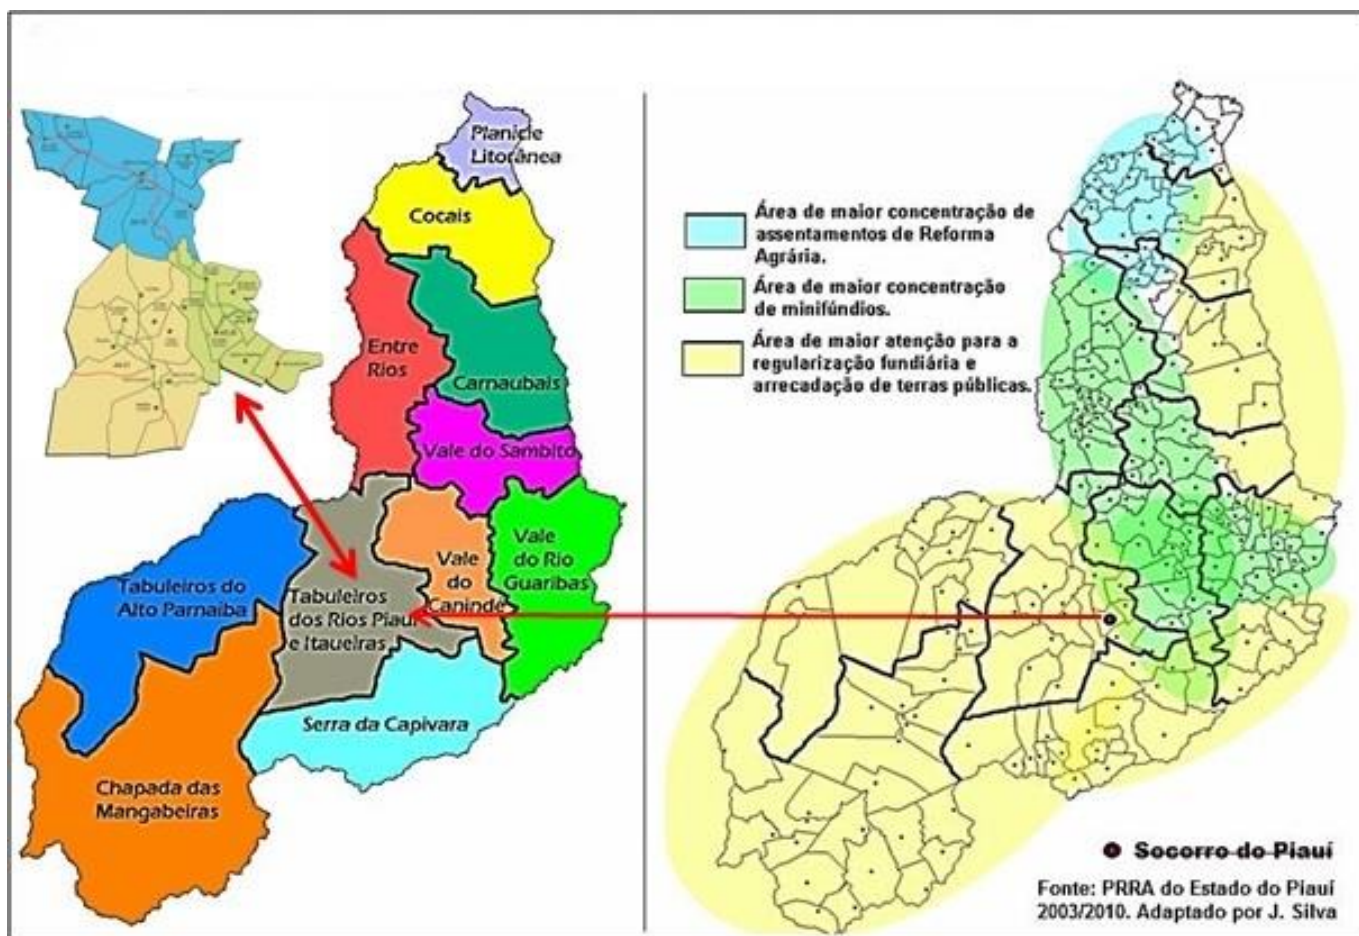 Planície
Litorânea
Cocais
Entre
Rios
Carnaubais
Vale do Sambito
Vale
do Rio
Guaribas
Vale
do
Canindé
Tabuleiros do
Alto Parnaíba
Tabuleiros
dos Rios Piauí
e Itaueiras
Serra da Capivara
Chapada das
Mangabeiras
Área de maior concentração de
assentamentos de Reforma
Agrária.
Área de maior concentração
de minifúndios.
Área de maior atenção para a
regularização fundiária e
arrecadação de terras públicas.
Socorro do Piauí
Fonte: PRRA do Estado do Piauí
2003/2010. Adaptado por J. Silva